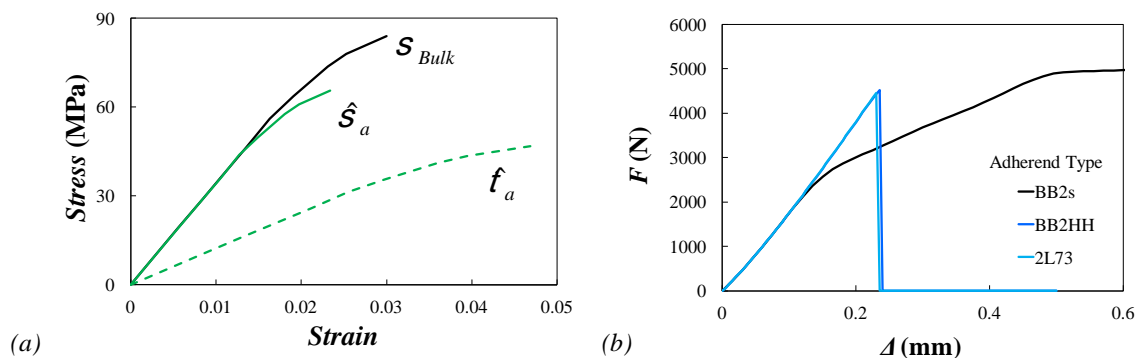 90
60
30
0
Stress (MPa)
s Bulk
ŝ a
t̂ a
0 0.01 0.02 0.03 0.04 0.05
(a)
Strain
6000
5000
4000
3000
2000
1000
0
F (N)
Adherend Type
BB2s
BB2HH
2L73
0 0.2 0.4 0.6
(b)
Δ (mm)